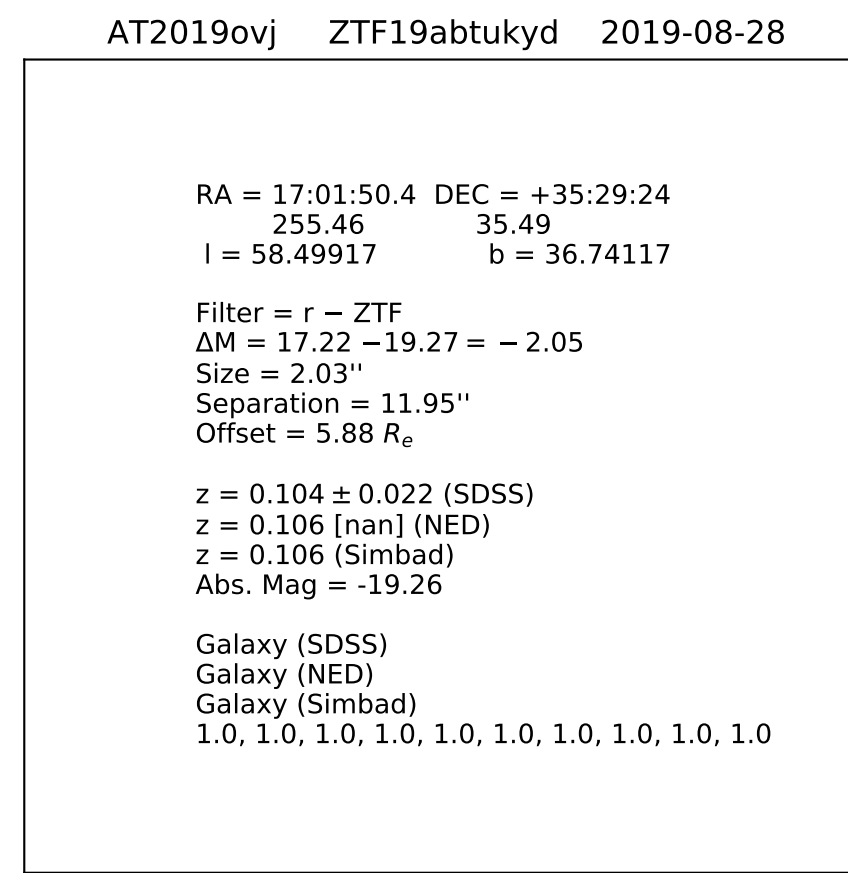 AT2019ovj ZTF19abtukyd 2019-08-28
RA = 17:01:50.4 DEC = +35:29:24
255.46 35.49
l = 58.49917 b = 36.74117
Filter = r − ZTF
ΔM = 17.22 −19.27 = − 2.05
Size = 2.03''
Separation = 11.95''
Offset = 5.88 Rₑ
z = 0.104 ± 0.022 (SDSS)
z = 0.106 [nan] (NED)
z = 0.106 (Simbad)
Abs. Mag = -19.26
Galaxy (SDSS)
Galaxy (NED)
Galaxy (Simbad)
1.0, 1.0, 1.0, 1.0, 1.0, 1.0, 1.0, 1.0, 1.0, 1.0